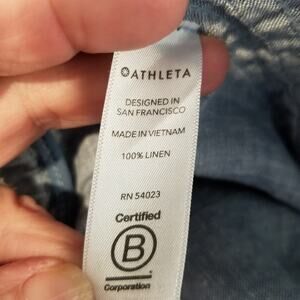 ATHLETA
DESIGNED IN
SAN FRANCISCO
MADE IN VIETNAM
100% LINEN
RN 54023
Certified
B
Corporation